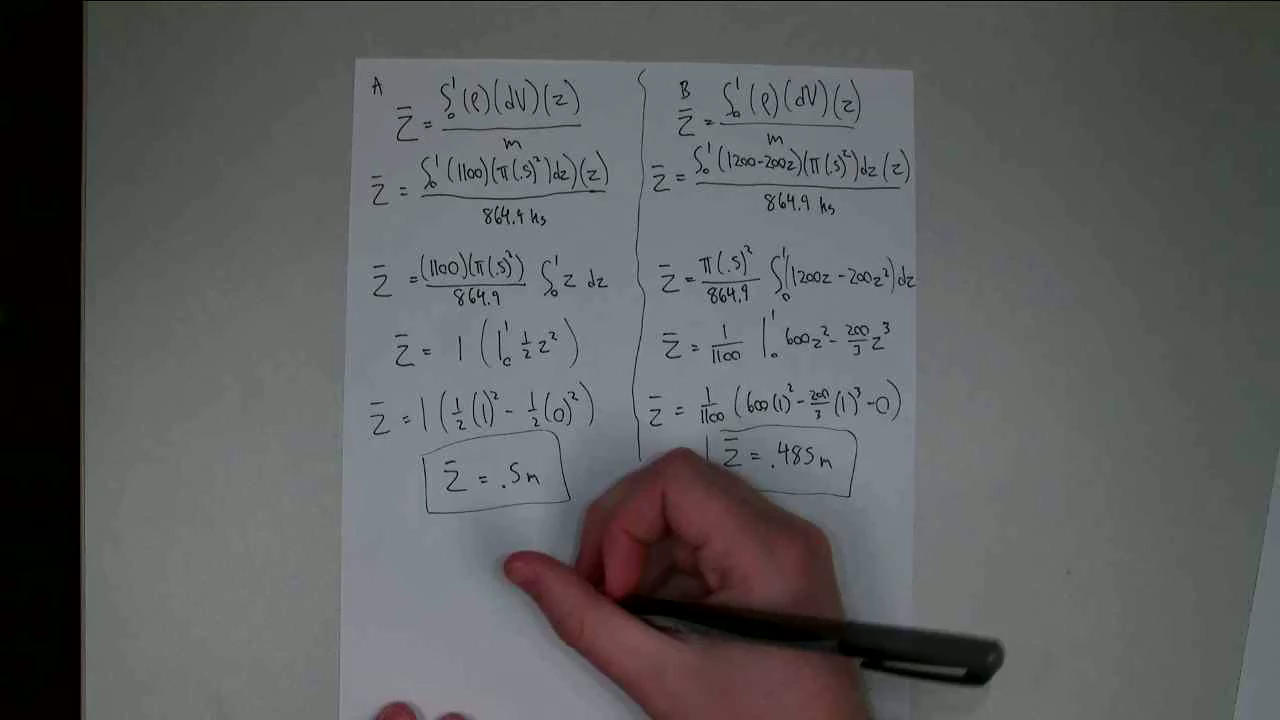 A
z̄ = ∫₀¹(ρ)(dV)(z) / m
z̄ = ∫₀¹(1100)(π(.5)²)dz)(z) / 864.9 kg
z̄ = (1100)(π(.5)²) / 864.9 ∫₀¹ z dz
z̄ = 1 (|₀¹ ½ z²)
z̄ = 1 (½(1)² - ½(0)²)
z̄ = .5m
B
z̄ = ∫₀¹(ρ)(dV)(z) / m
z̄ = ∫₀¹(1200-200z)(π(.5)²)dz(z) / 864.9 kg
z̄ = π(.5)² / 864.9 ∫₀¹(1200z - 200z²)dz
z̄ = 1/1100 |₀¹ 600z² - 200/3 z³
z̄ = 1/1100 (600(1)² - 200/3 (1)³ - 0)
z̄ = .485m